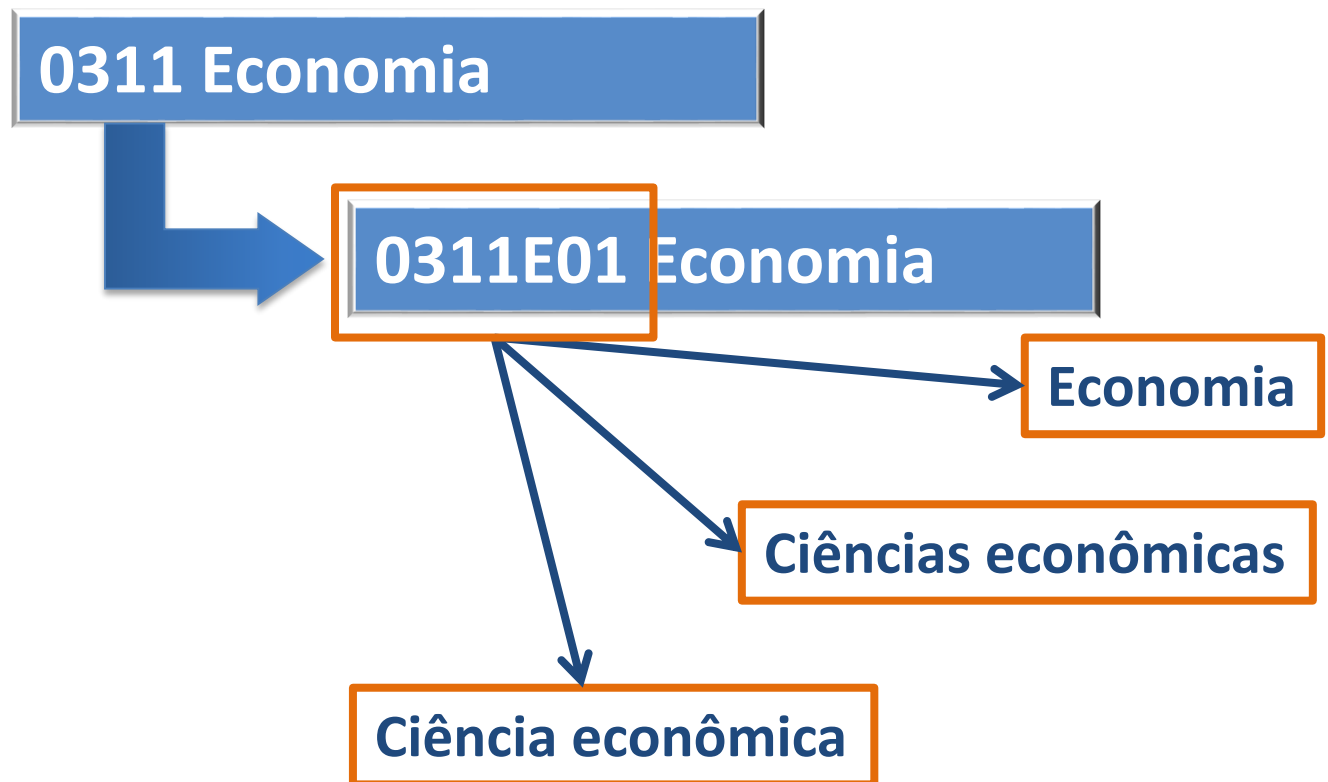 0311 Economia
0311E01 Economia
Economia
Ciências econômicas
Ciência econômica